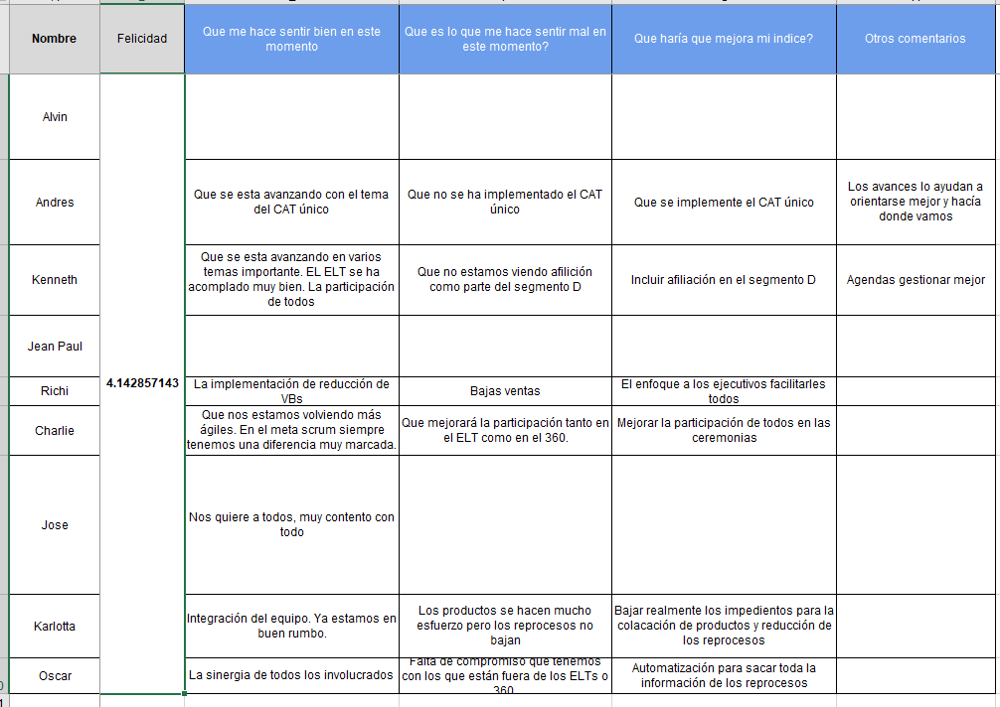 Nombre
Felicidad
Que me hace sentir bien en este
momento
Que es lo que me hace sentir mal en
este momento?
Que haría que mejora mi indice?
Otros comentarios
Alvin
Andres
Que se esta avanzando con el tema
del CAT único
Que no se ha implementado el CAT
único
Que se implemente el CAT único
Los avances lo ayudan a
orientarse mejor y hacía
donde vamos
Kenneth
Que se esta avanzando en varios
temas importante. EL ELT se ha
acomplado muy bien. La participación
de todos
Que no estamos viendo afilición
como parte del segmento D
Incluir afiliación en el segmento D
Agendas gestionar mejor
Jean Paul
4.142857143
Richi
La implementación de reducción de
VBs
Bajas ventas
El enfoque a los ejecutivos facilitarles
todos
Charlie
Que nos estamos volviendo más
ágiles. En el meta scrum siempre
tenemos una diferencia muy marcada.
Que mejorará la participación tanto en
el ELT como en el 360.
Mejorar la participación de todos en las
ceremonias
Jose
Nos quiere a todos, muy contento con
todo
Karlotta
Integración del equipo. Ya estamos en
buen rumbo.
Los productos se hacen mucho
esfuerzo pero los reprocesos no
bajan
Bajar realmente los impedientos para la
colacación de productos y reducción de
los reprocesos
Oscar
La sinergia de todos los involucrados
Falta de compromiso que tenemos
con los que están fuera de los ELTs o
360
Automatización para sacar toda la
información de los reprocesos